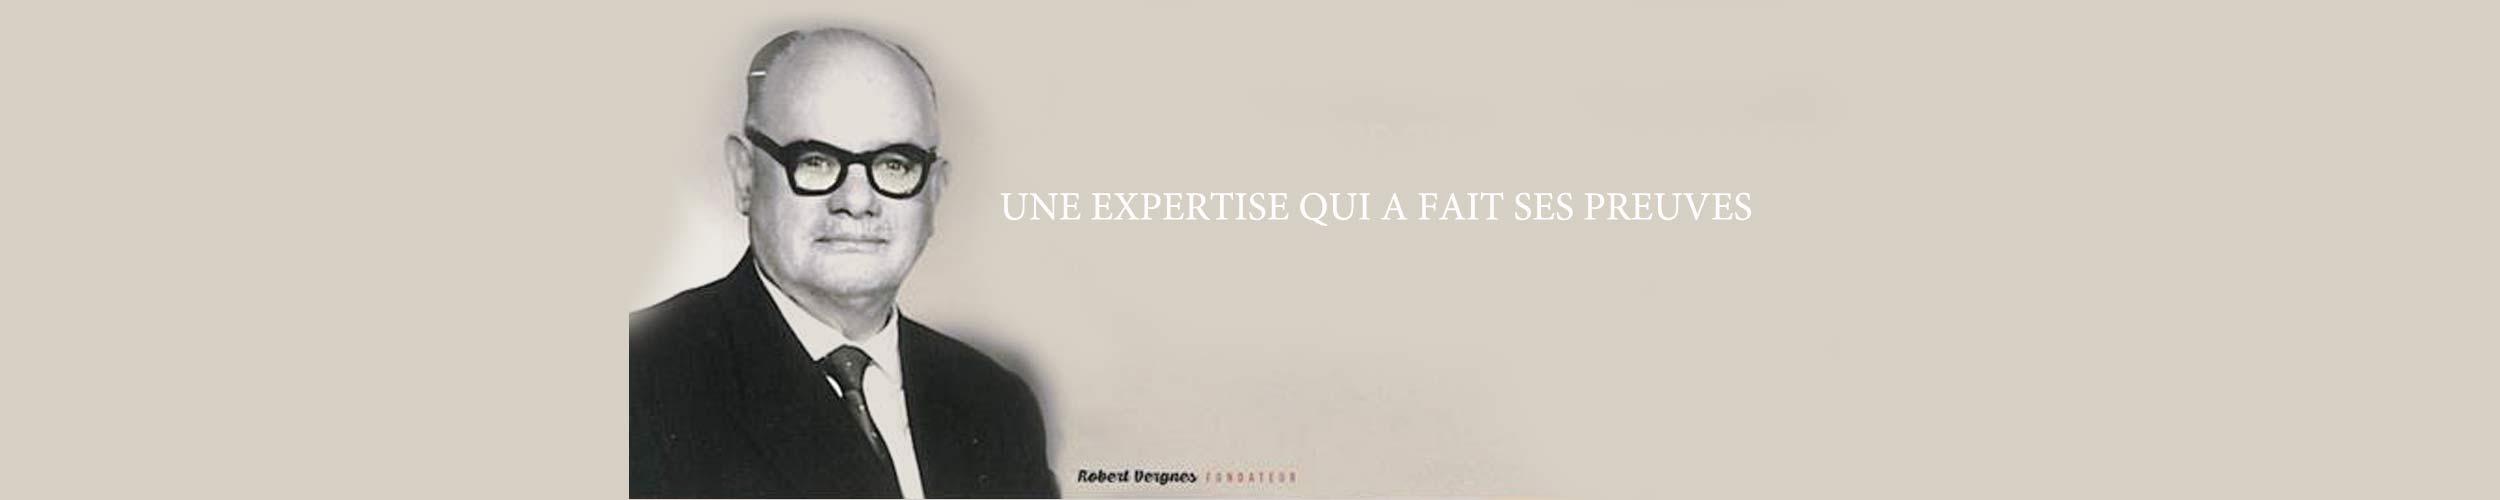 UNE EXPERTISE QUI A FAIT SES PREUVES
Robert Vergnes FONDATEUR